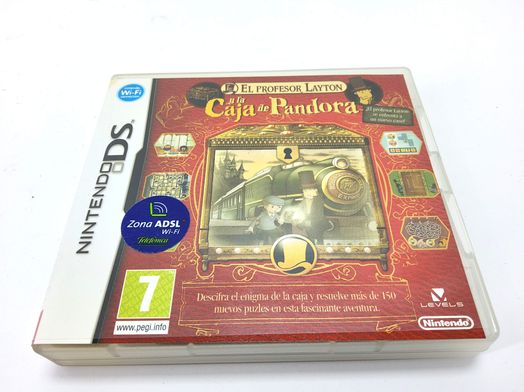 Nintendo
Wi-Fi
NINTENDO DS
EL PROFESOR LAYTON
y la
Caja de Pandora
¡El profesor Layton
se enfrenta a
un nuevo caso!
Zona ADSL
Wi-Fi
Telefónica
7
www.pegi.info
Descifra el enigma de la caja y resuelve más de 150
nuevos puzles en esta fascinante aventura.
LEVEL5
Nintendo